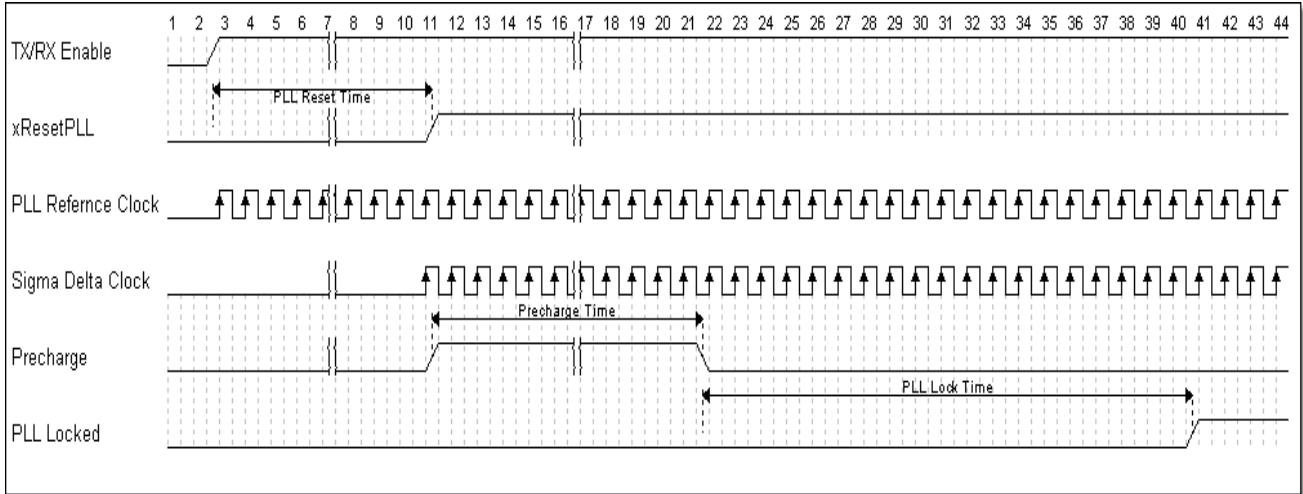 1 2 3 4 5 6 7 8 9 10 11 12 13 14 15 16 17 18 19 20 21 22 23 24 25 26 27 28 29 30 31 32 33 34 35 36 37 38 39 40 41 42 43 44
TX/RX Enable
PLL Reset Time
xResetPLL
PLL Refernce Clock
Sigma Delta Clock
Precharge Time
Precharge
PLL Lock Time
PLL Locked